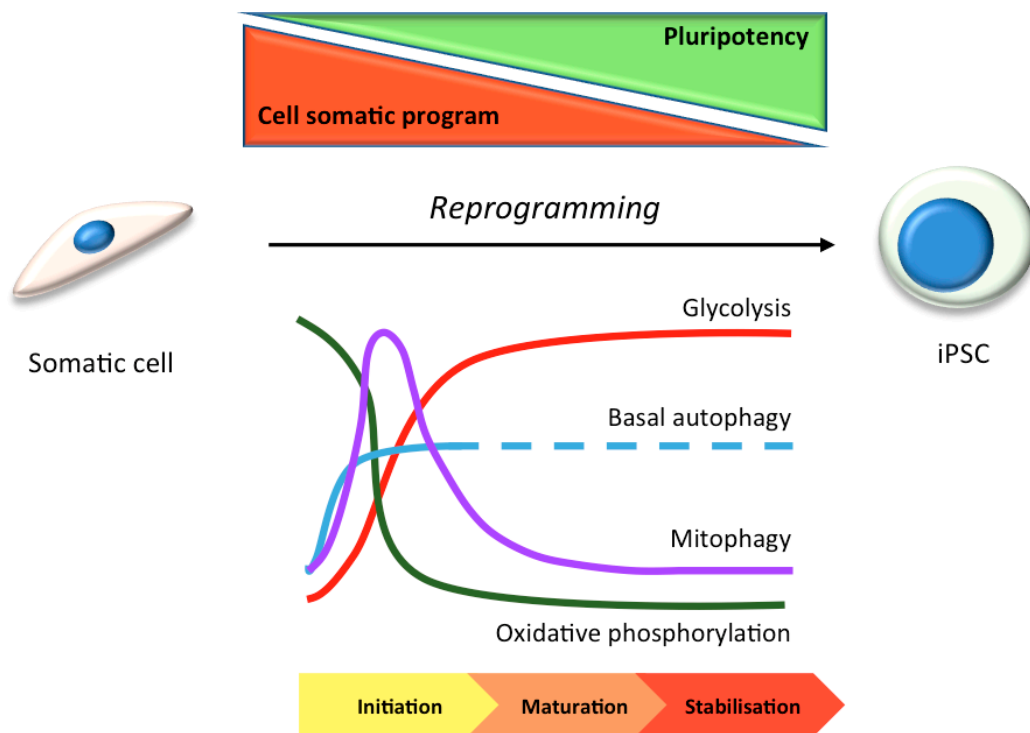 Pluripotency
Cell somatic program
Reprogramming
Somatic cell
iPSC
Glycolysis
Basal autophagy
Mitophagy
Oxidative phosphorylation
Initiation
Maturation
Stabilisation